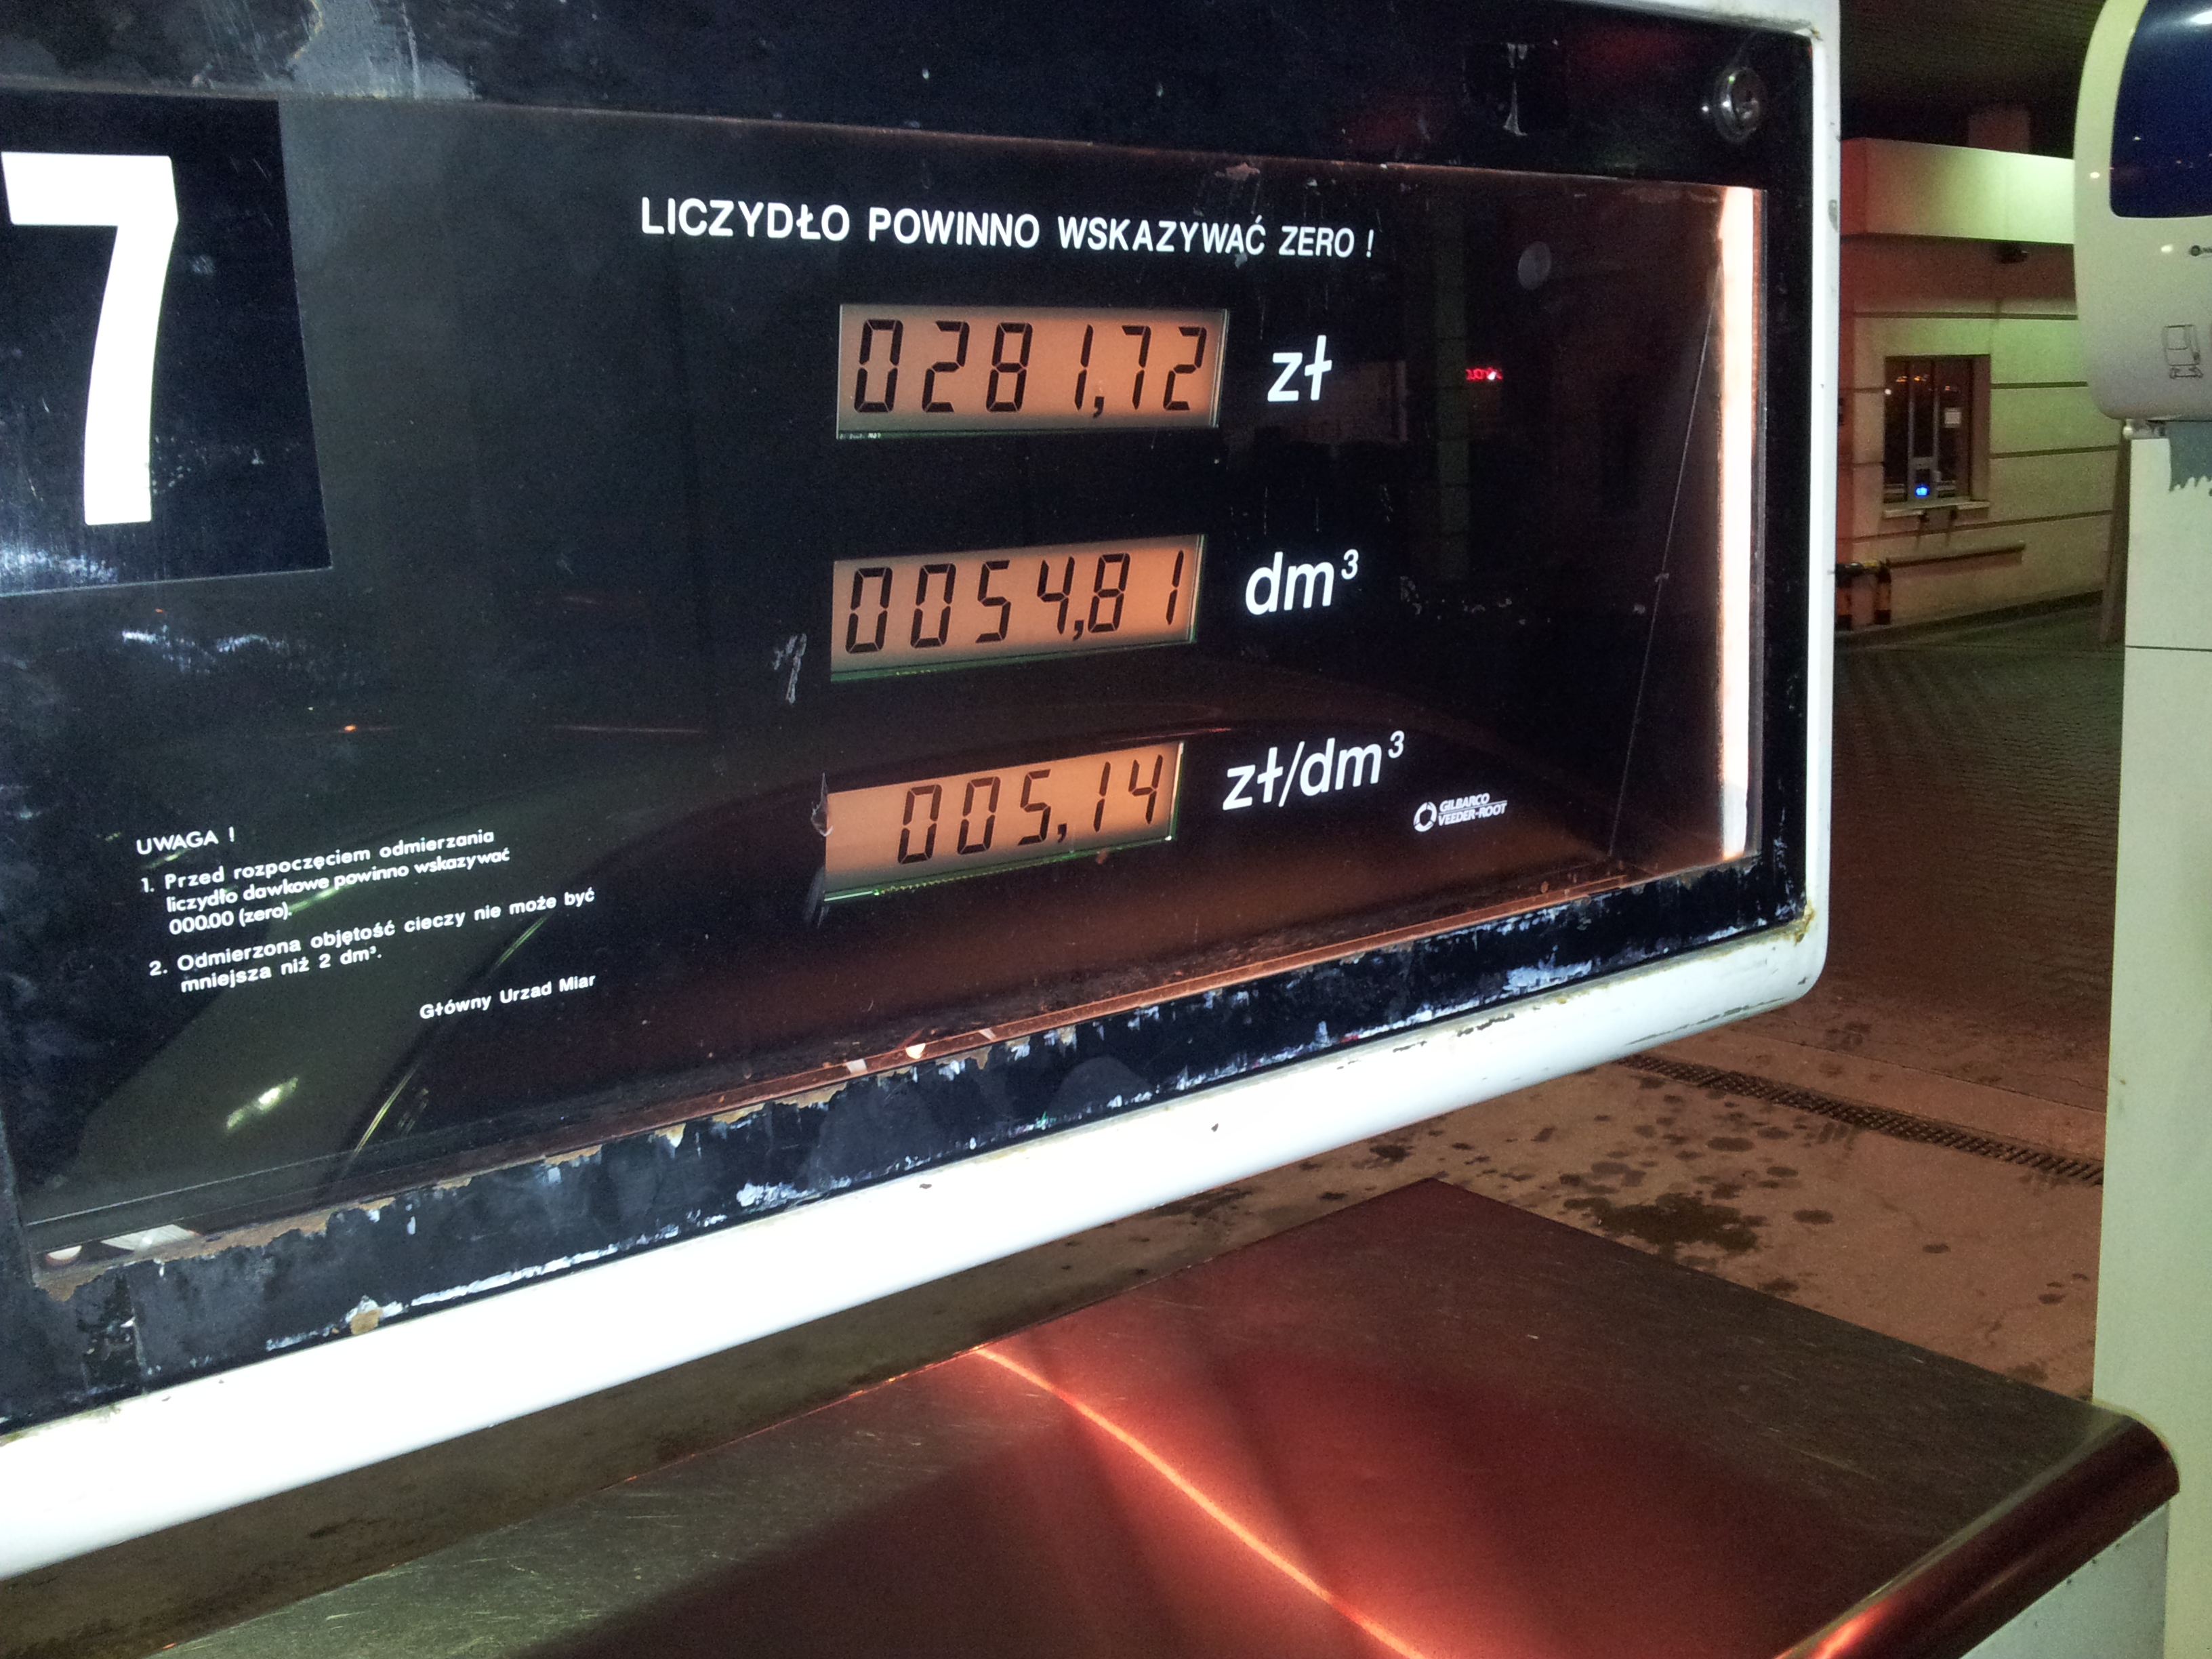 7
LICZYDŁO POWINNO WSKAZYWAĆ ZERO !
0281,72 zł
0054,81 dm³
005,14 zł/dm³
GILBARCO
VEEDER-ROOT
UWAGA !
1. Przed rozpoczęciem odmierzania
liczydło dawkowe powinno wskazywać
000.00 (zero).
2. Odmierzona objętość cieczy nie może być
mniejsza niż 2 dm³.
Główny Urzad Miar